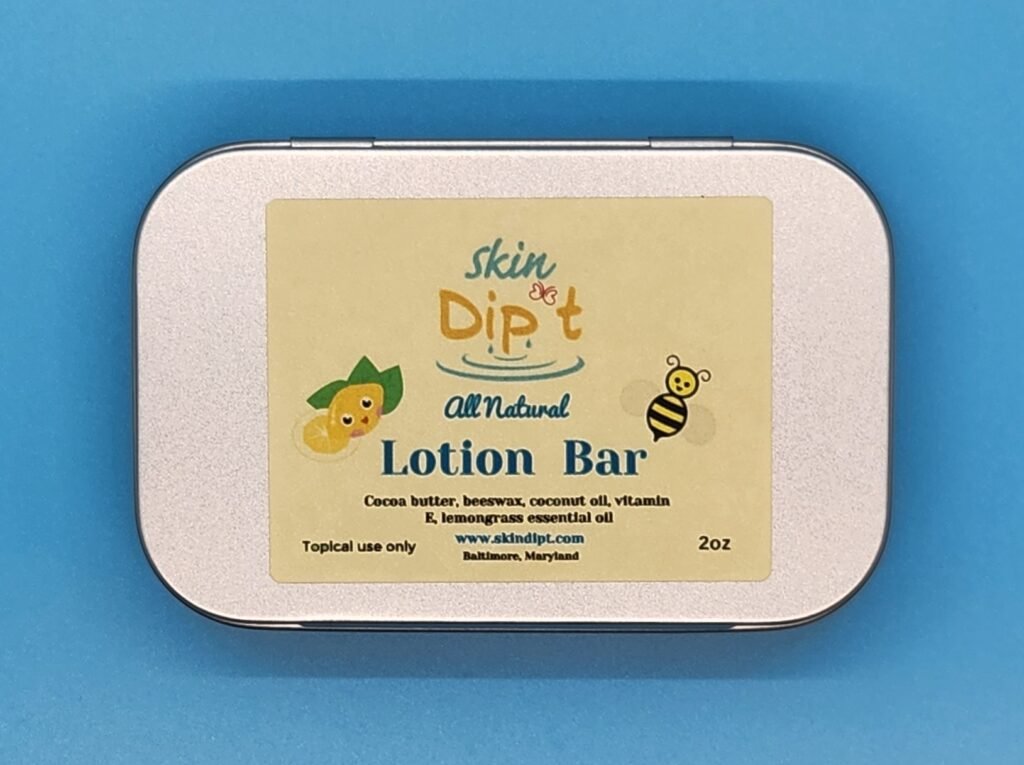 skin
Dip't
All Natural
Lotion Bar
Cocoa butter, beeswax, coconut oil, vitamin
E, lemongrass essential oil
www.skindipt.com
Topical use only
Baltimore, Maryland
2oz